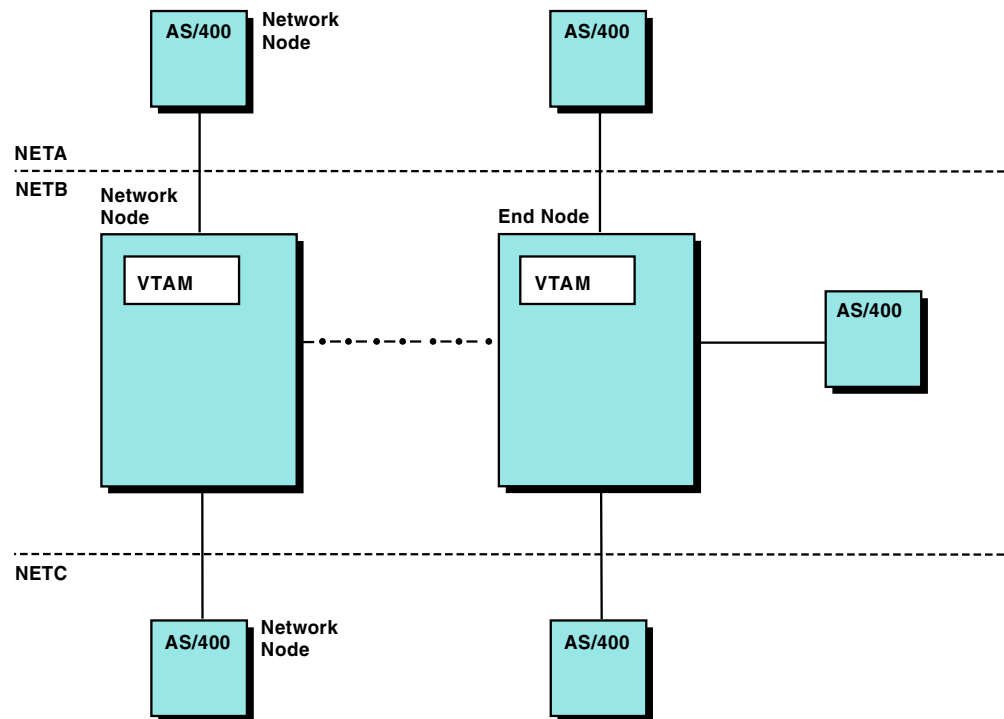 AS/400
Network
Node
AS/400
NETA
NETB
Network
Node
End Node
VTAM
VTAM
AS/400
NETC
AS/400
Network
Node
AS/400